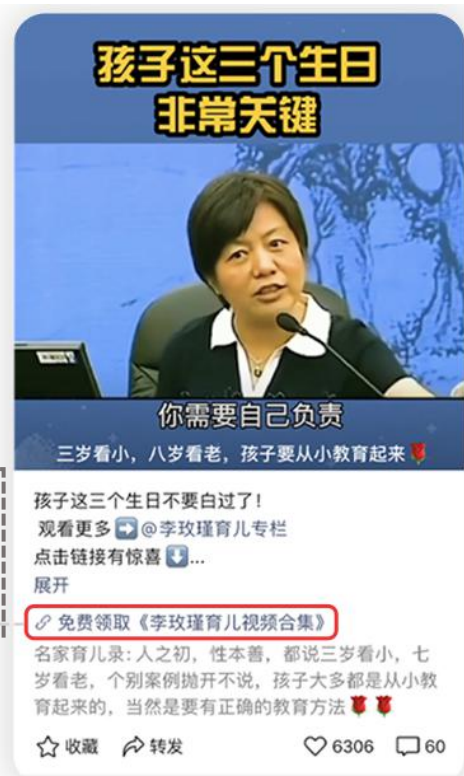 孩子这三个生日
非常关键
你需要自己负责
三岁看小，八岁看老，孩子要从小教育起来🌹
孩子这三个生日不要白过了！
观看更多➡️@李玫瑾育儿专栏
点击链接有惊喜⬇️...
展开
免费领取《李玫瑾育儿视频合集》
名家育儿录：人之初，性本善，都说三岁看小，七
岁看老，个别案例抛开不说，孩子大多都是从小教
育起来的，当然是要有正确的教育方法🌹🌹
收藏 转发 6306 60